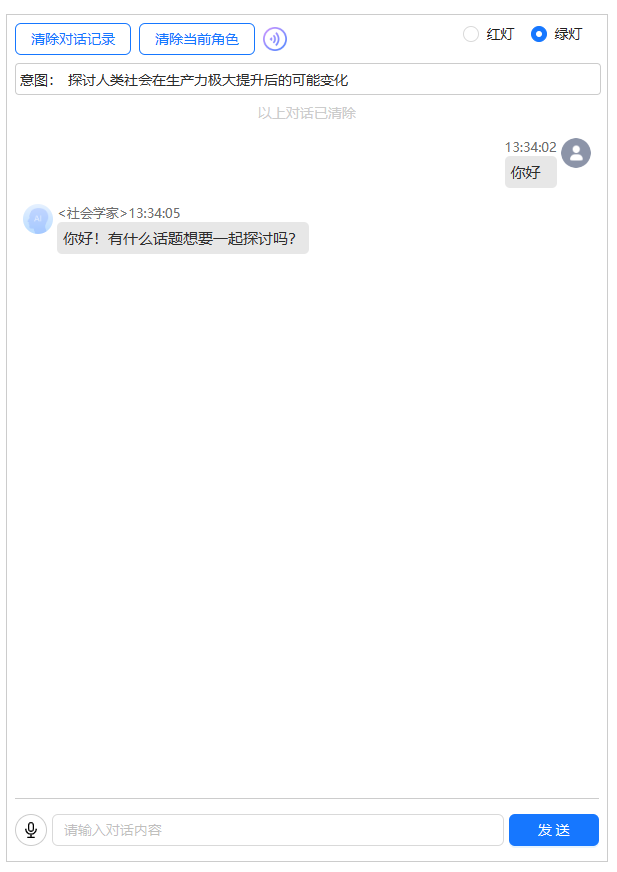 清除对话记录 清除当前角色 红灯 绿灯
意图： 探讨人类社会在生产力极大提升后的可能变化
以上对话已清除
13:34:02
你好
AI
<社会学家>13:34:05
你好！有什么话题想要一起探讨吗？
请输入对话内容 发 送